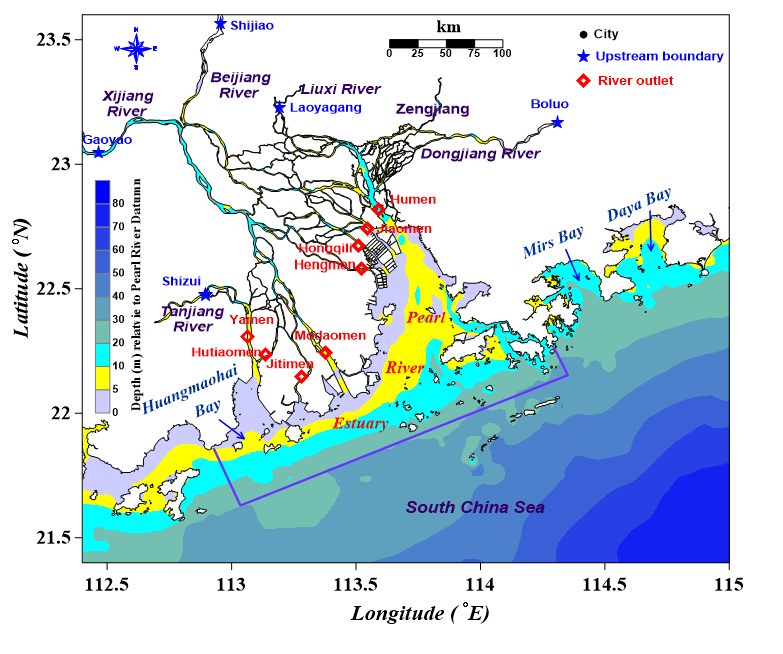 km
0 25 50 75 100
City
Upstream boundary
River outlet
N
W E
S
Shijiao
Beijiang
River
Liuxi River
Laoyagang
Zengjiang
Boluo
Xijiang
River
Gaoyao
Dongjiang River
Humen
Jiaomen
Hongqili
Hengmen
Daya Bay
Mirs Bay
Shizui
Tanjiang
River
Yamen
Hutiaomen
Modaomen
Jitimen
Huangmaohai
Bay
Pearl
River
Estuary
South China Sea
Depth (m) relatvie to Pearl River Datumn
80
70
60
50
40
30
20
10
5
0
Latitude ( °N)
23.5
23
22.5
22
21.5
112.5 113 113.5 114 114.5 115
Longitude ( °E)